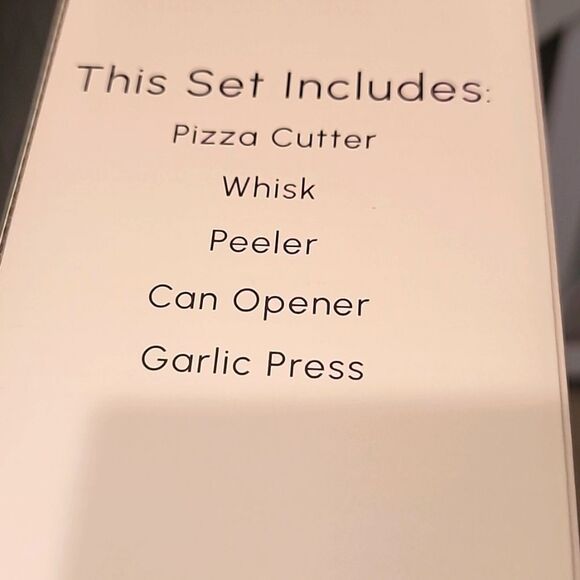 This Set Includes:
Pizza Cutter
Whisk
Peeler
Can Opener
Garlic Press